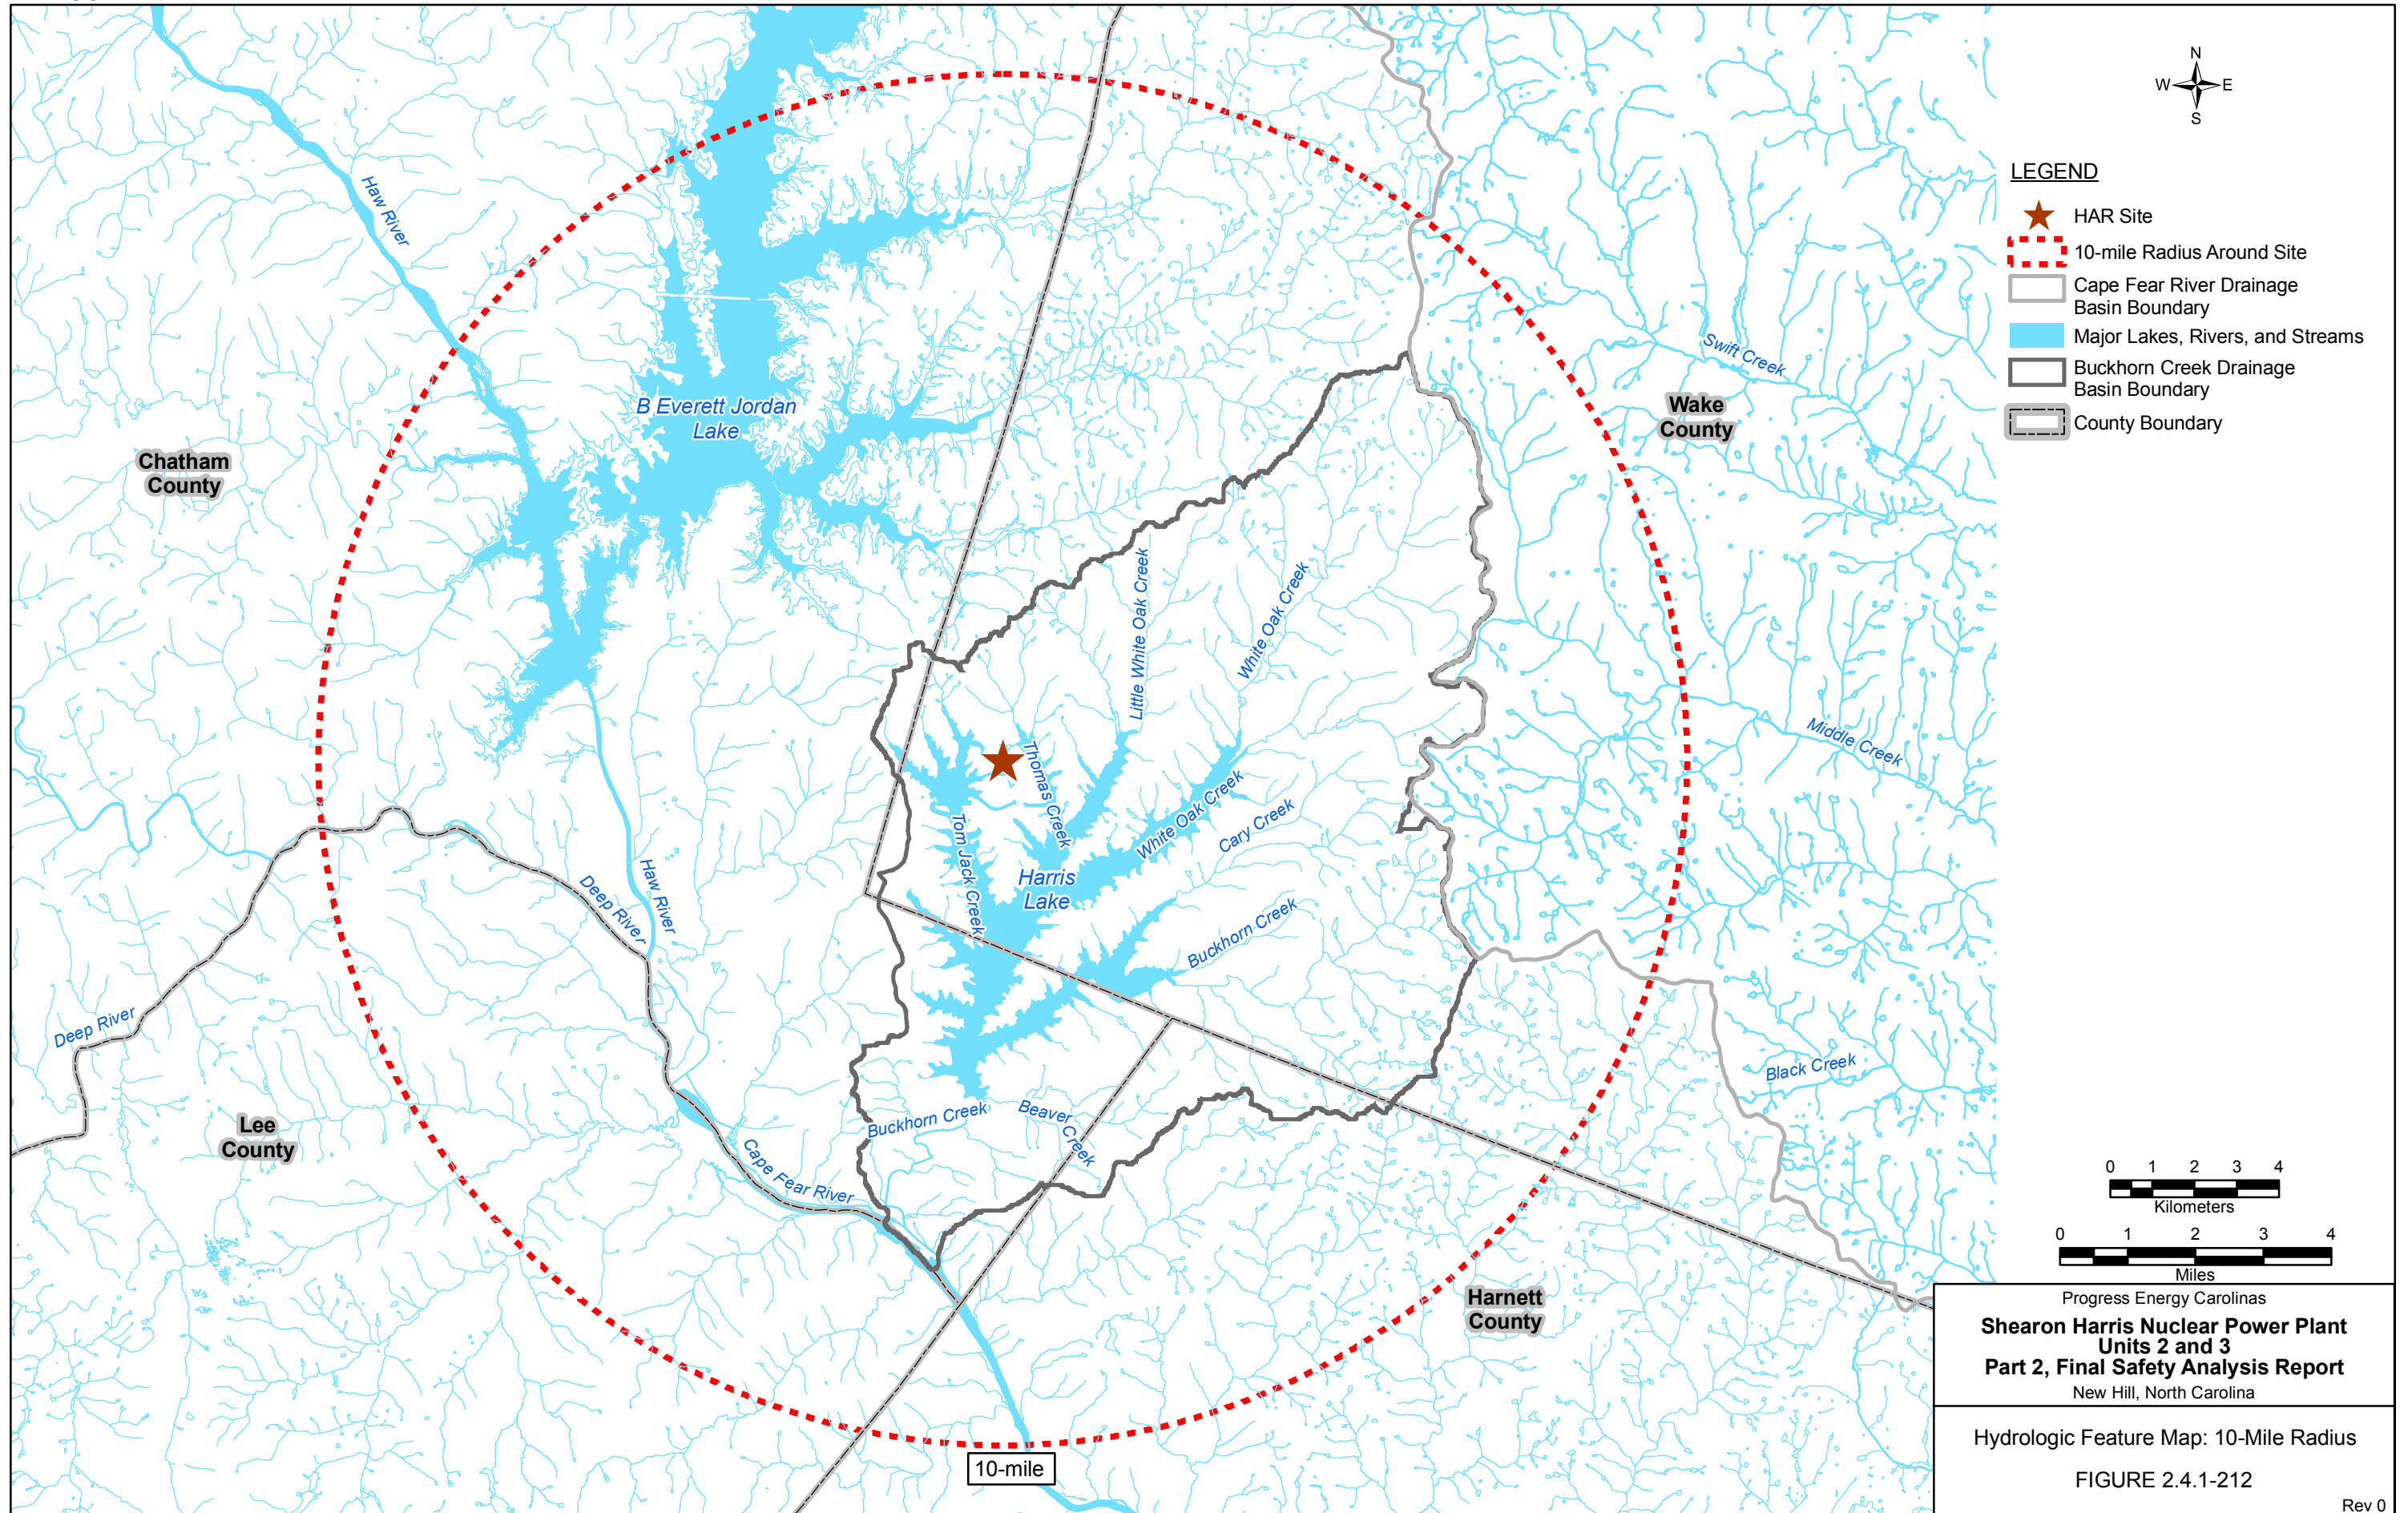 N
W
E
S
LEGEND
HAR Site
10-mile Radius Around Site
Cape Fear River Drainage
Basin Boundary
Major Lakes, Rivers, and Streams
Buckhorn Creek Drainage
Basin Boundary
County Boundary
Haw River
B Everett Jordan
Lake
Chatham
County
Swift Creek
Wake
County
Little White Oak Creek
White Oak Creek
Middle Creek
Thomas Creek
White Oak Creek
Cary Creek
Tom Jack Creek
Harris
Lake
Haw River
Deep River
Buckhorn Creek
Deep River
Black Creek
Lee
County
Buckhorn Creek
Beaver Creek
Cape Fear River
Harnett
County
10-mile
0 1 2 3 4
Kilometers
0 1 2 3 4
Miles
Progress Energy Carolinas
Shearon Harris Nuclear Power Plant
Units 2 and 3
Part 2, Final Safety Analysis Report
New Hill, North Carolina
Hydrologic Feature Map: 10-Mile Radius
FIGURE 2.4.1-212
Rev 0